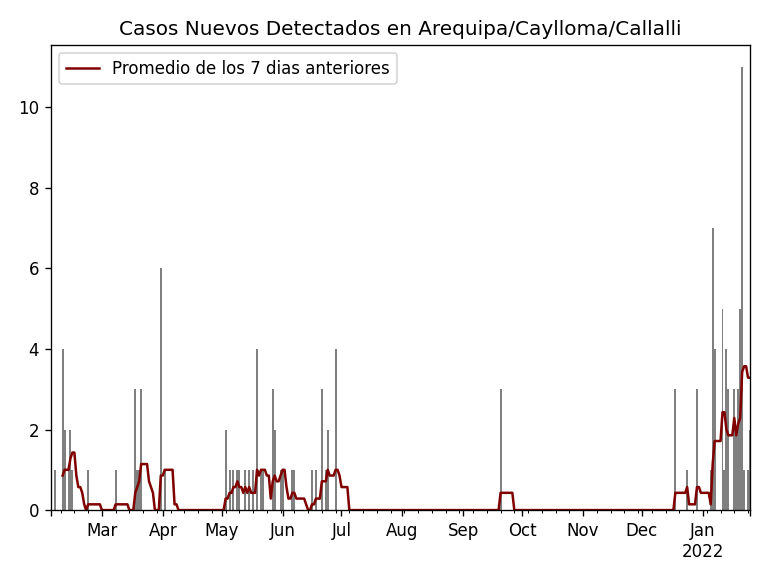 Casos Nuevos Detectados en Arequipa/Caylloma/Callalli
Promedio de los 7 dias anteriores
10
8
6
4
2
0
Mar Apr May Jun Jul Aug Sep Oct Nov Dec Jan
2022